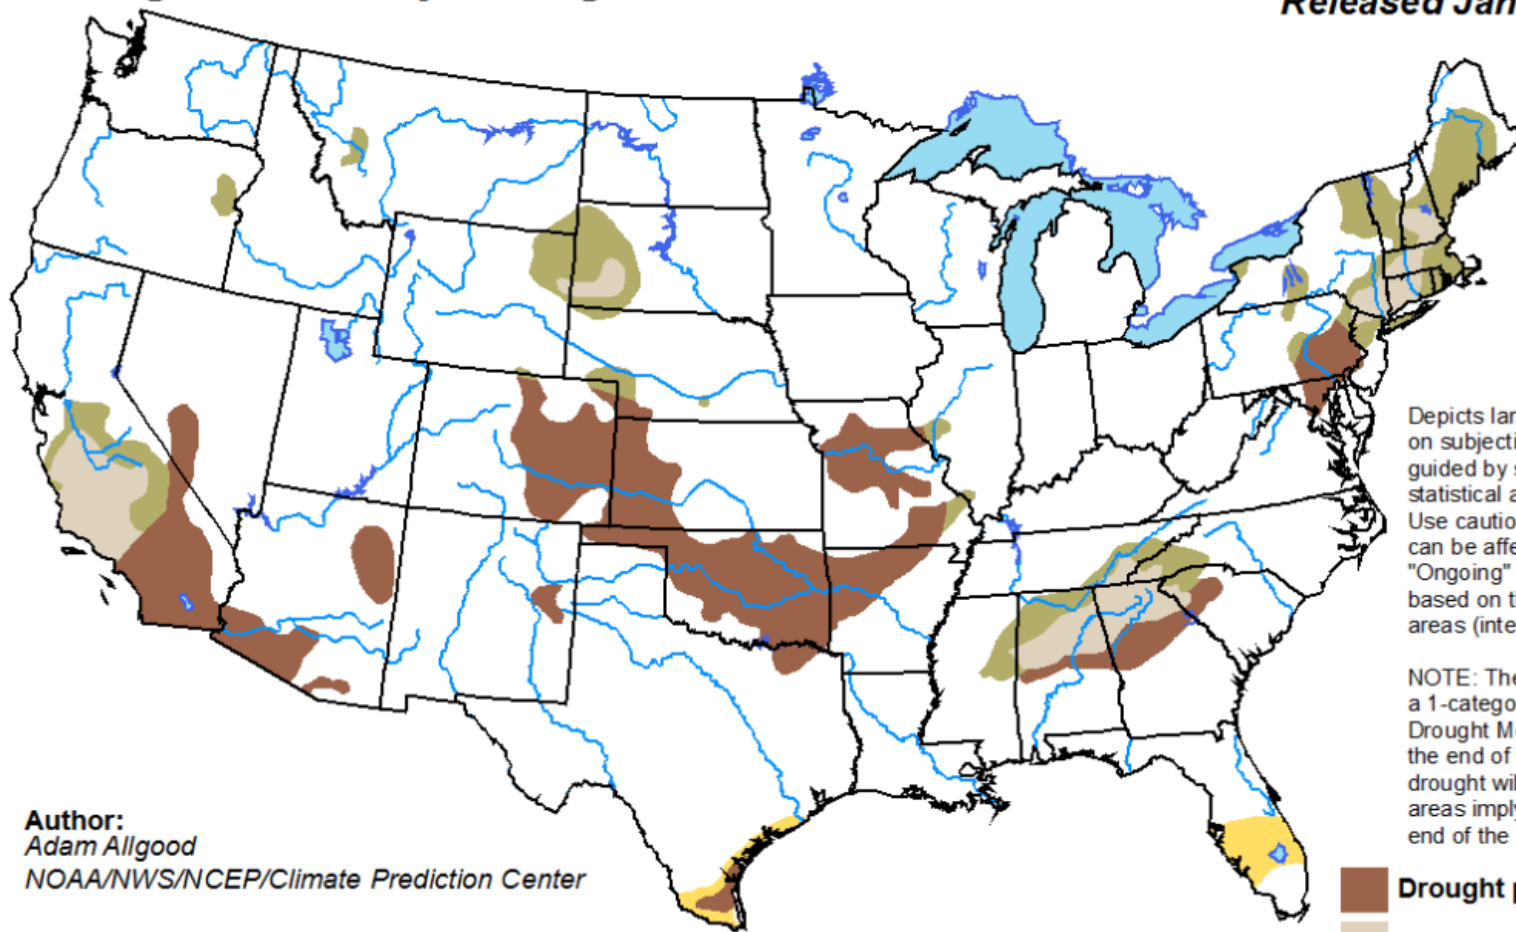 Released Jan
Depicts lar
on subjecti
guided by s
statistical a
Use cautio
can be affe
"Ongoing"
based on th
areas (inte
NOTE: The
a 1-catego
Drought Mo
the end of
drought wil
areas imply
end of the
Author:
Adam Allgood
NOAA/NWS/NCEP/Climate Prediction Center
Drought p